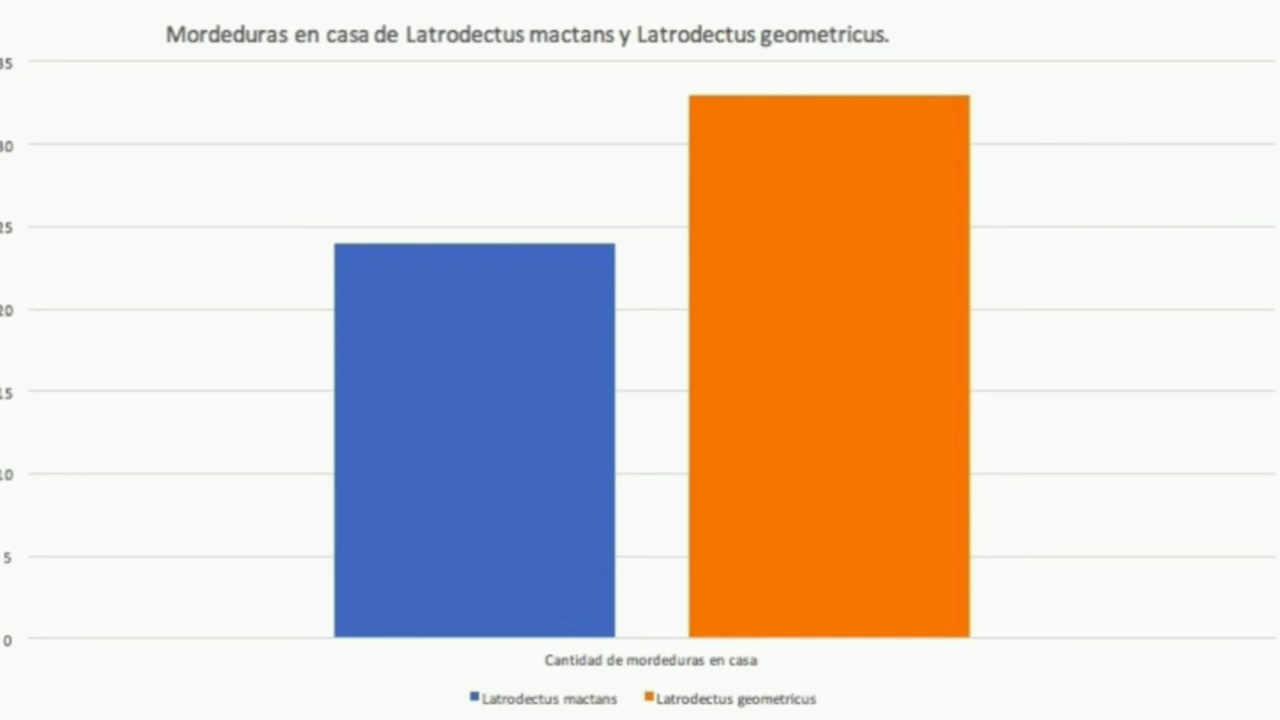 Mordeduras en casa de Latrodectus mactans y Latrodectus geometricus.
35
30
25
20
15
10
5
0
Cantidad de mordeduras en casa
Latrodectus mactans Latrodectus geometricus